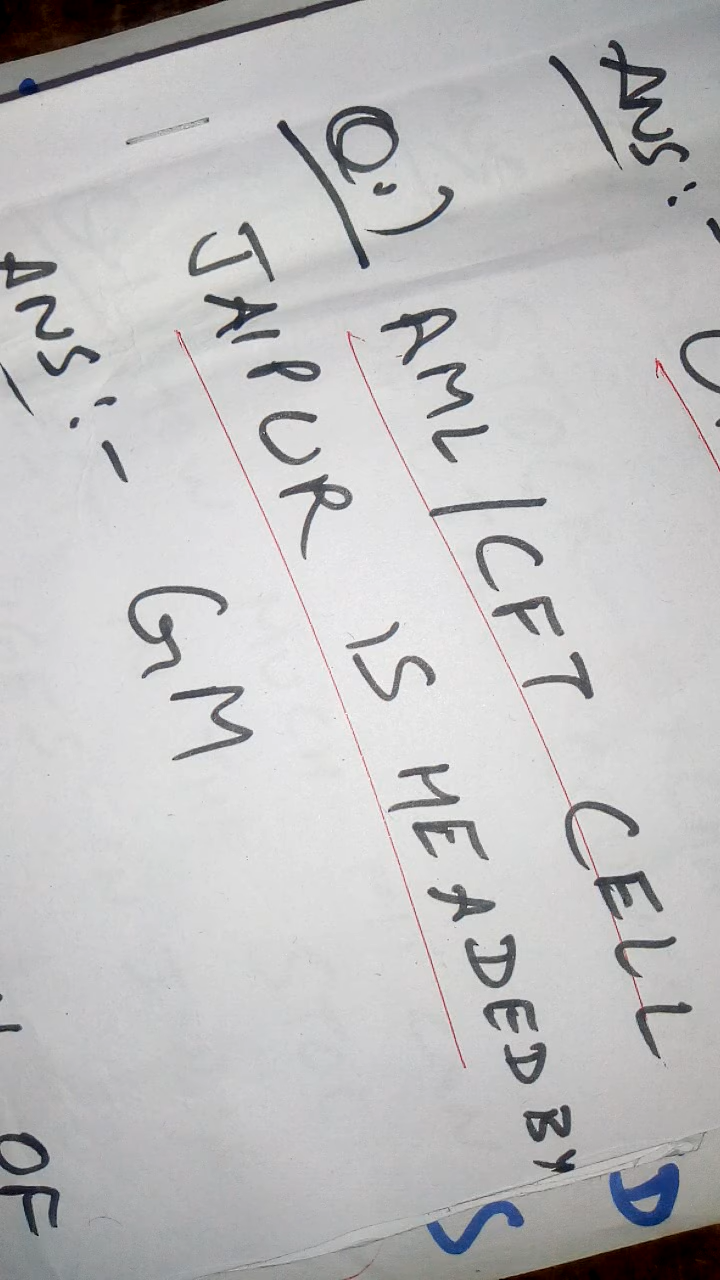 ANS:-
Q.) AML/CFT CELL
JAIPUR IS HEADED BY
ANS:- GM
OF
D
S